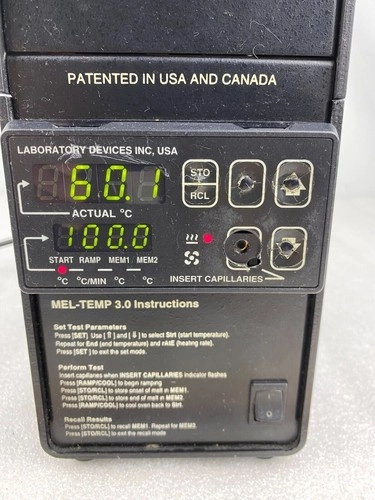 PATENTED IN USA AND CANADA
LABORATORY DEVICES INC, USA
60.1
STO
RCL
ACTUAL °C
100.0
START RAMP MEM1 MEM2
°C °C/MIN °C °C
INSERT CAPILLARIES
MEL-TEMP 3.0 Instructions
Set Test Parameters
Press [SET] Use [⇧] and [⇩] to select Strt (start temperature).
Repeat for End (end temperature) and rAtE (heating rate).
Press [SET] to exit the set mode.
Perform Test
Insert capillaries when INSERT CAPILLARIES indicator flashes
Press [RAMP/COOL] to begin ramping
Press [STO/RCL] to store onset of melt in MEM1.
Press [STO/RCL] to store end of melt in MEM2.
Press [RAMP/COOL] to cool oven back to Strt.
Recall Results
Press [STO/RCL] to recall MEM1. Repeat for MEM2.
Press [STO/RCL] to exit the recall mode